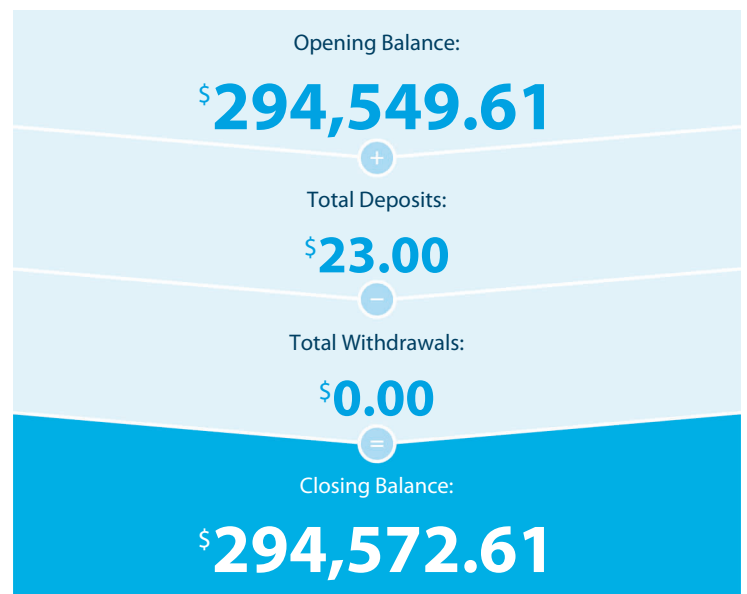 Opening Balance:
$294,549.61
+
Total Deposits:
$23.00
−
Total Withdrawals:
$0.00
=
Closing Balance:
$294,572.61